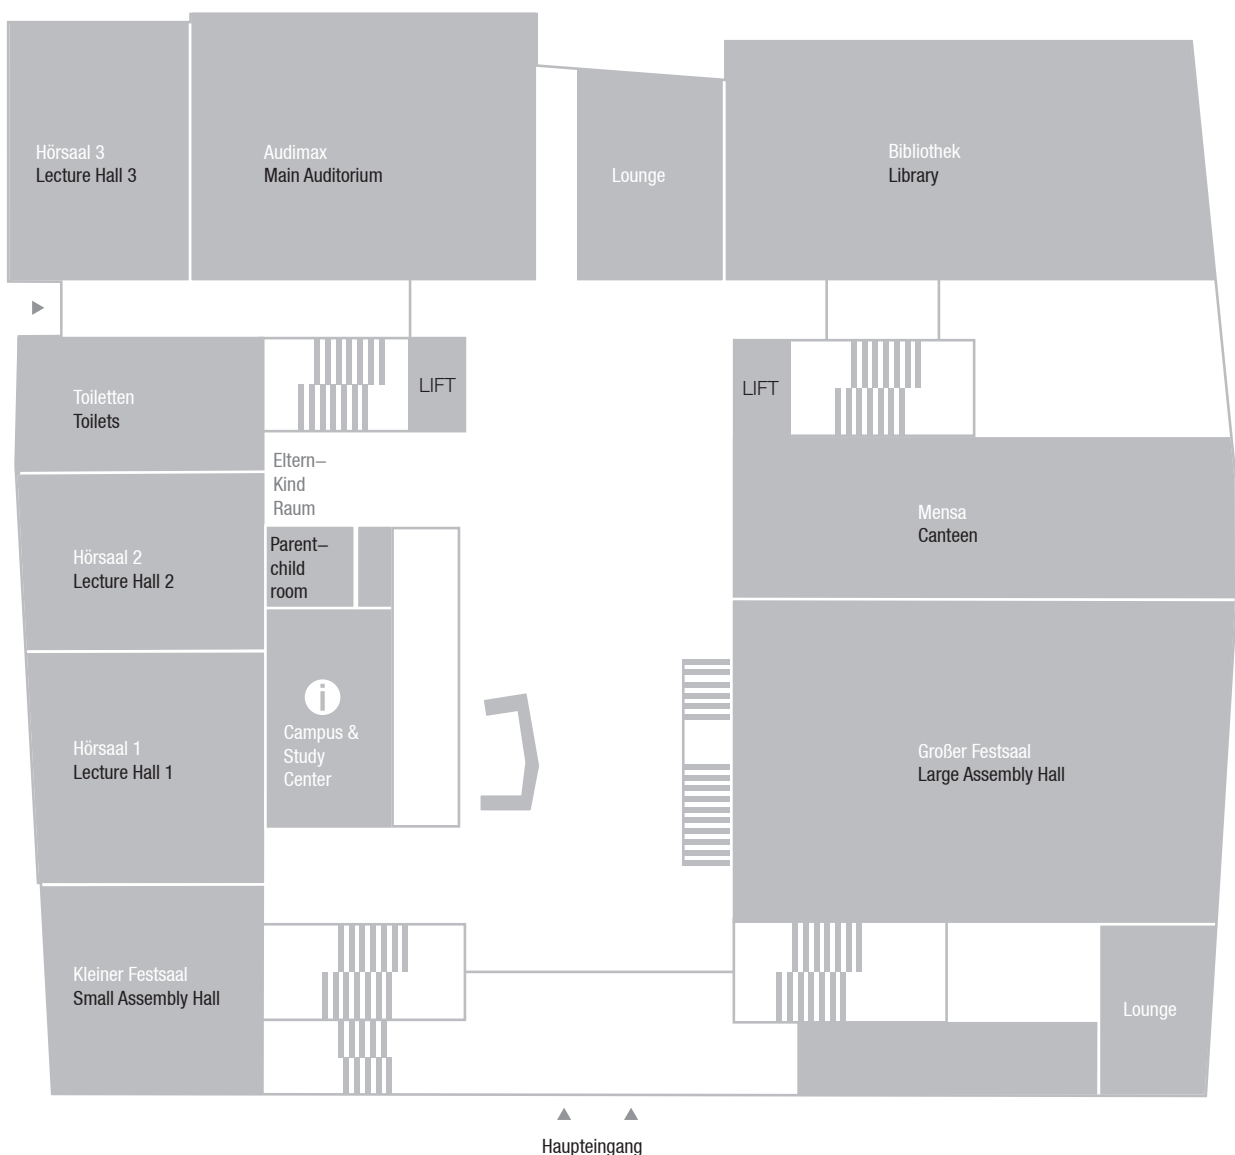 Hörsaal 3
Lecture Hall 3
Audimax
Main Auditorium
Lounge
Bibliothek
Library
Toiletten
Toilets
LIFT
LIFT
Eltern–
Kind
Raum
Parent–
child
room
Hörsaal 2
Lecture Hall 2
Mensa
Canteen
i
Campus &
Study
Center
Hörsaal 1
Lecture Hall 1
Großer Festsaal
Large Assembly Hall
Kleiner Festsaal
Small Assembly Hall
Lounge
Haupteingang